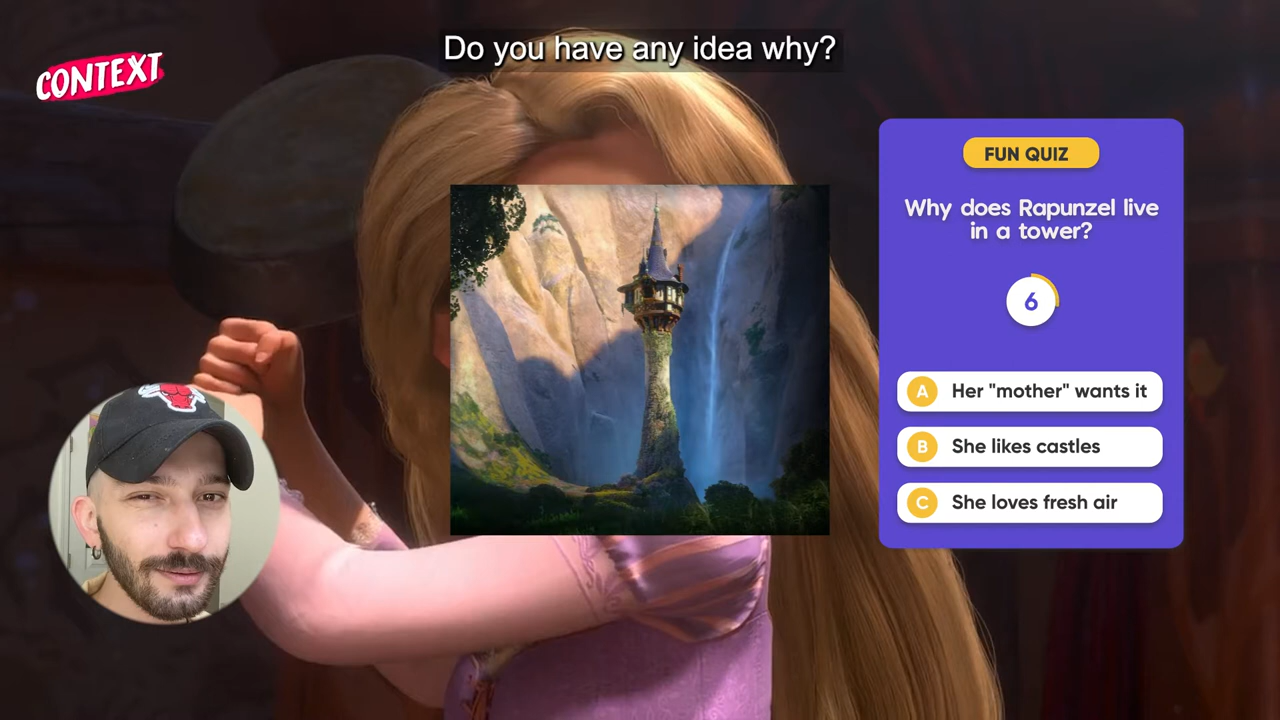 Do you have any idea why?
CONTEXT
FUN QUIZ
Why does Rapunzel live
in a tower?
6
A Her "mother" wants it
B She likes castles
C She loves fresh air